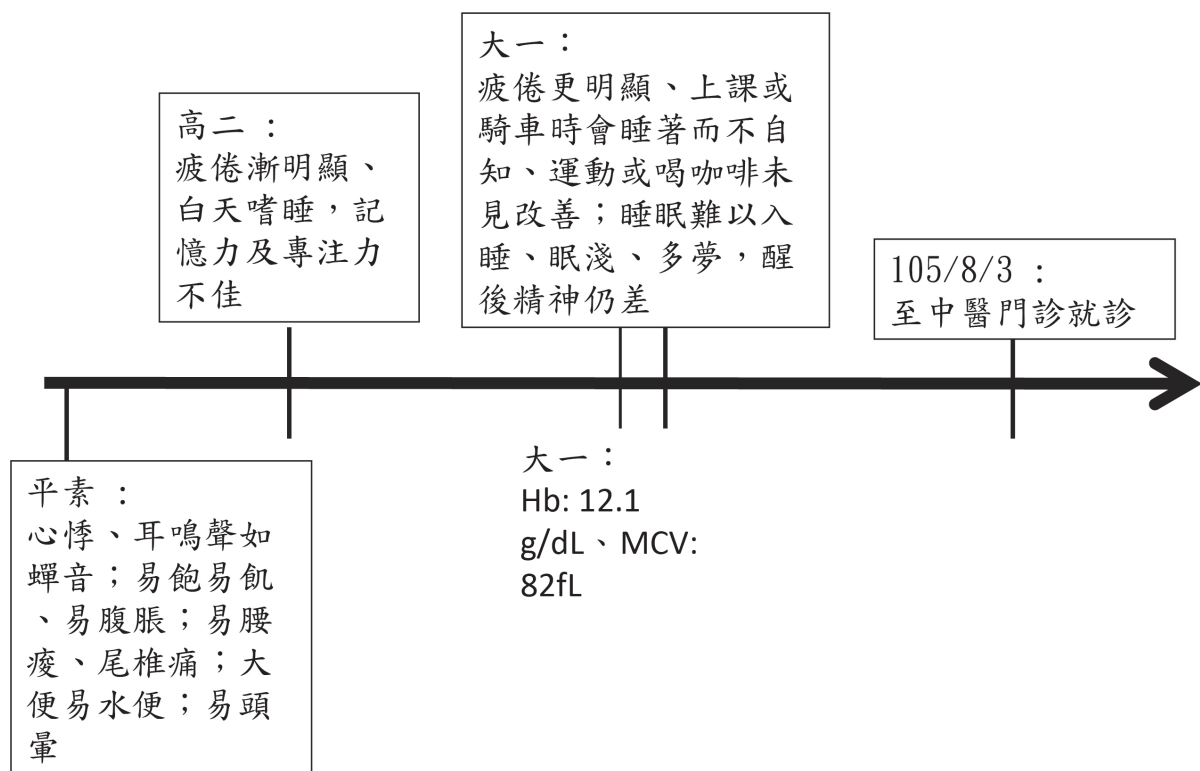 高二 :
疲倦漸明顯、
白天嗜睡，記
憶力及專注力
不佳
大一：
疲倦更明顯、上課或
騎車時會睡著而不自
知、運動或喝咖啡未
見改善；睡眠難以入
睡、眠淺、多夢，醒
後精神仍差
105/8/3 :
至中醫門診就診
平素 :
心悸、耳鳴聲如
蟬音；易飽易飢
、易腹脹；易腰
痠、尾椎痛；大
便易水便；易頭
暈
大一：
Hb: 12.1
g/dL、MCV:
82fL